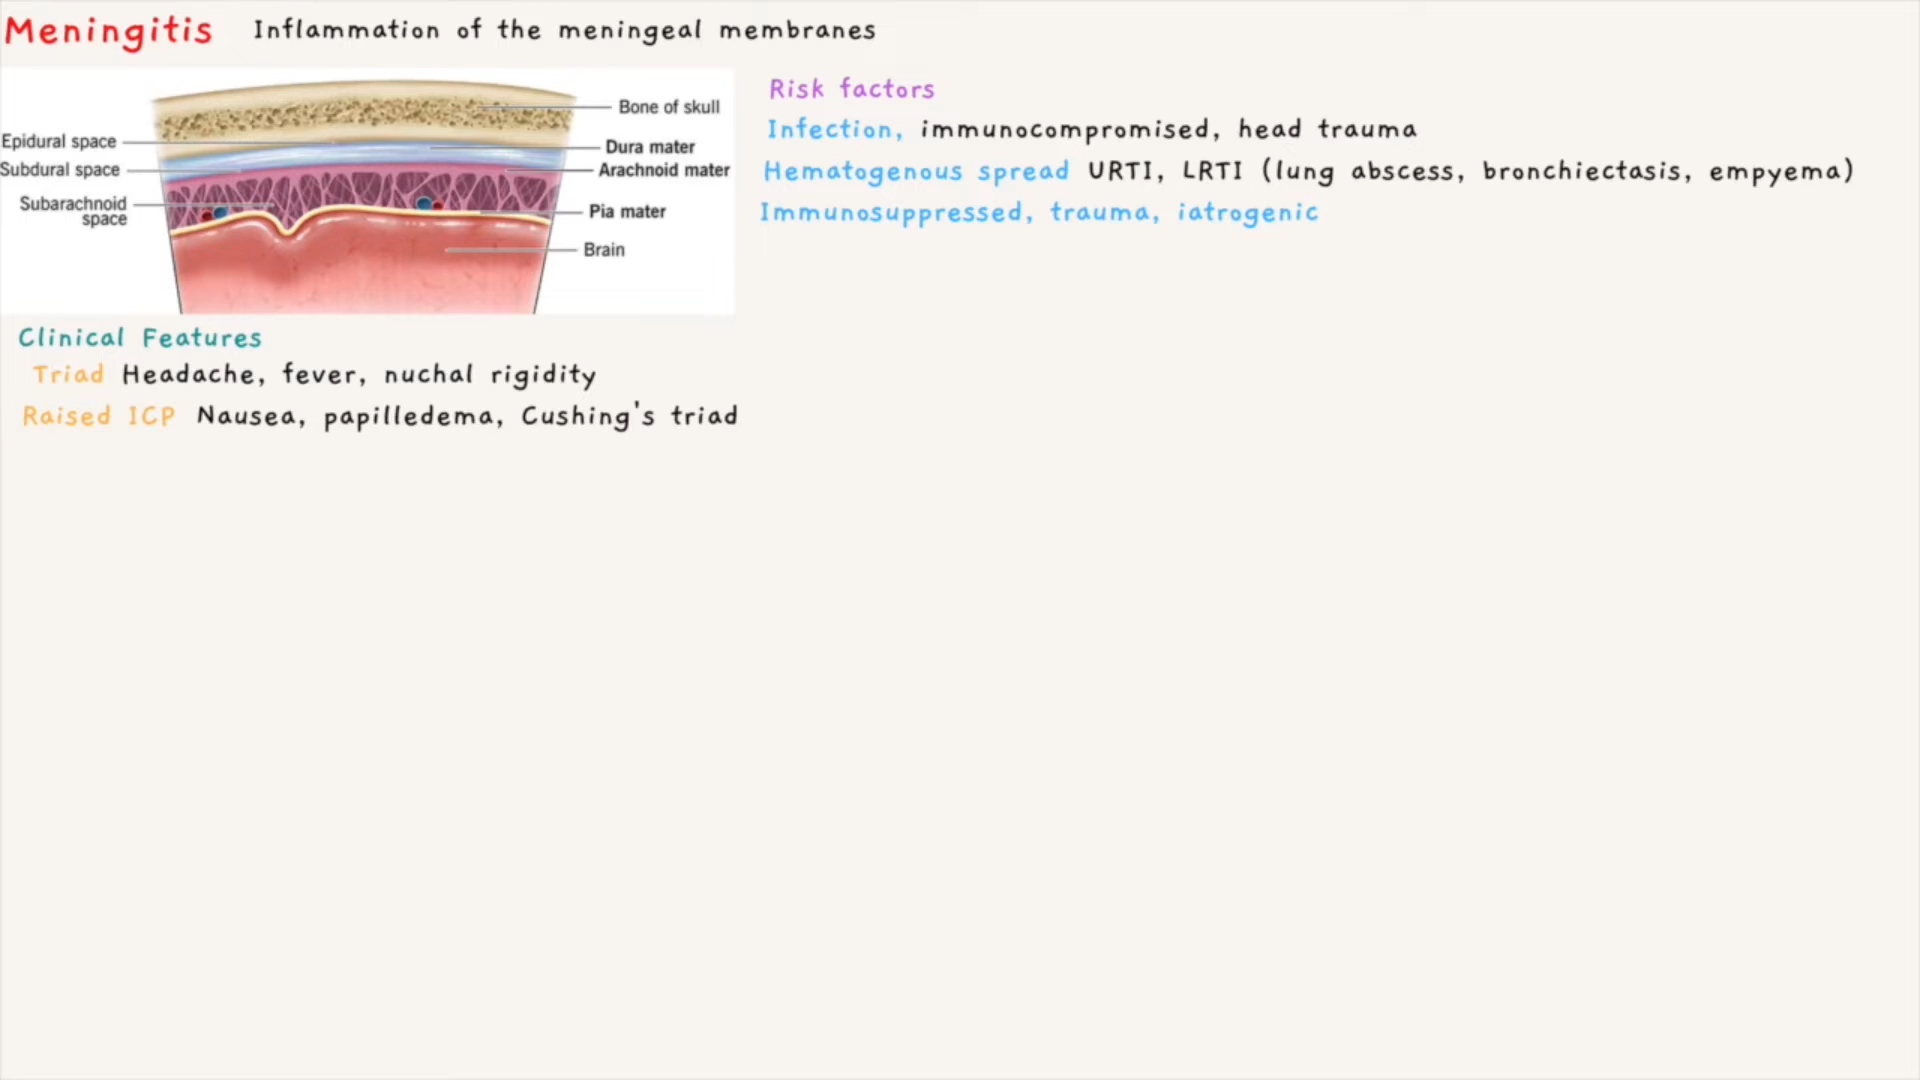 Meningitis Inflammation of the meningeal membranes
Bone of skull
Epidural space
Dura mater
Subdural space
Arachnoid mater
Subarachnoid
space
Pia mater
Brain
Risk factors
Infection, immunocompromised, head trauma
Hematogenous spread URTI, LRTI (lung abscess, bronchiectasis, empyema)
Immunosuppressed, trauma, iatrogenic
Clinical Features
Triad Headache, fever, nuchal rigidity
Raised ICP Nausea, papilledema, Cushing's triad